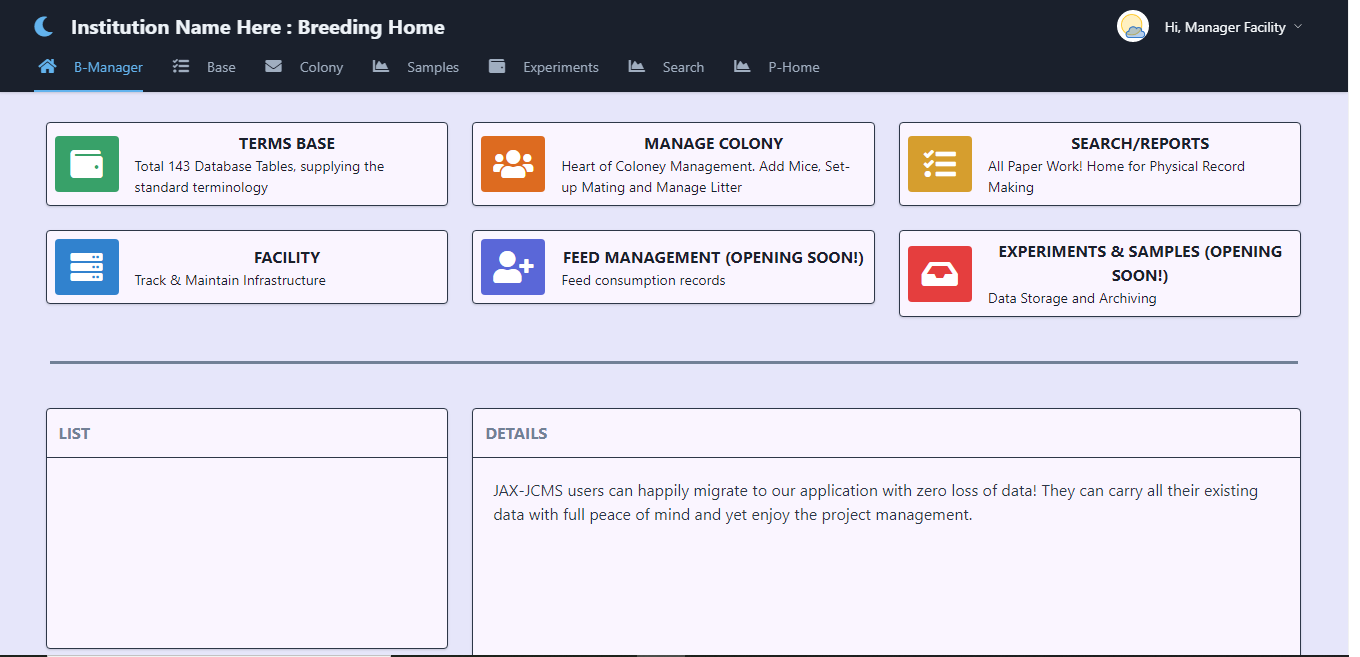 Institution Name Here : Breeding Home
Hi, Manager Facility
B-Manager
Base
Colony
Samples
Experiments
Search
P-Home
TERMS BASE
Total 143 Database Tables, supplying the
standard terminology
MANAGE COLONY
Heart of Coloney Management. Add Mice, Set-
up Mating and Manage Litter
SEARCH/REPORTS
All Paper Work! Home for Physical Record
Making
FACILITY
Track & Maintain Infrastructure
FEED MANAGEMENT (OPENING SOON!)
Feed consumption records
EXPERIMENTS & SAMPLES (OPENING
SOON!)
Data Storage and Archiving
LIST
DETAILS
JAX-JCMS users can happily migrate to our application with zero loss of data! They can carry all their existing
data with full peace of mind and yet enjoy the project management.